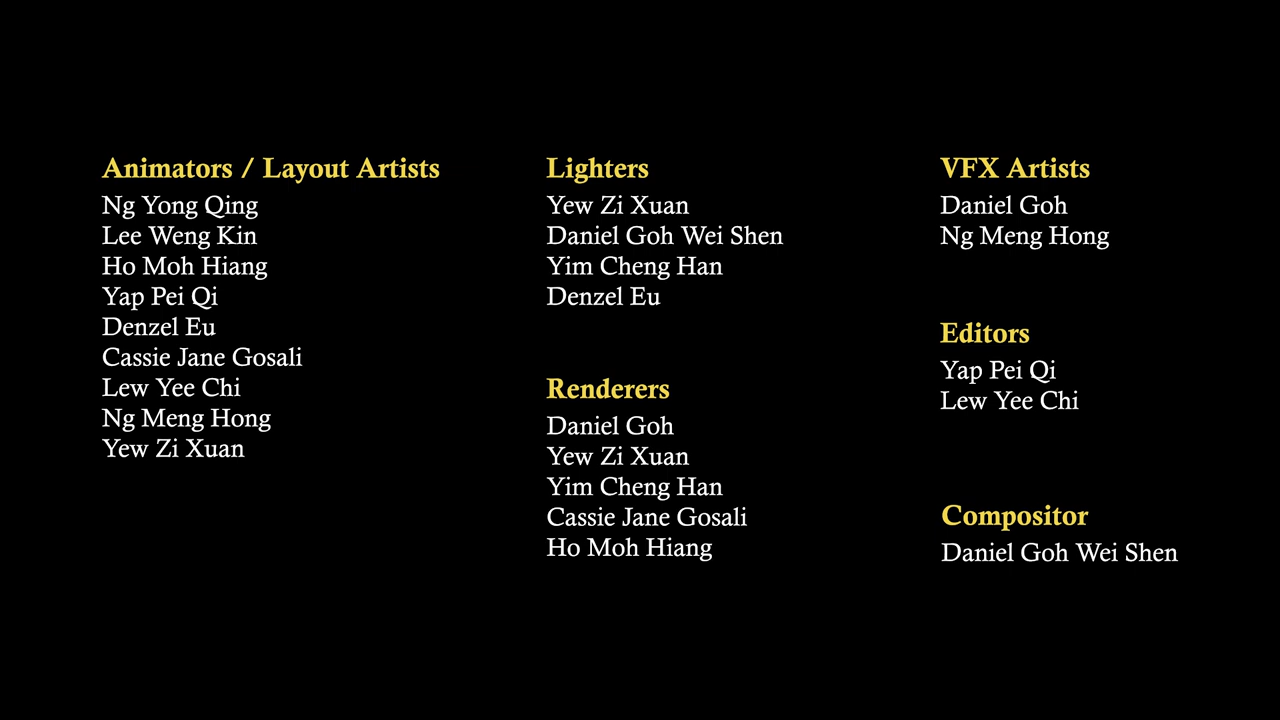 Animators / Layout Artists
Ng Yong Qing
Lee Weng Kin
Ho Moh Hiang
Yap Pei Qi
Denzel Eu
Cassie Jane Gosali
Lew Yee Chi
Ng Meng Hong
Yew Zi Xuan
Lighters
Yew Zi Xuan
Daniel Goh Wei Shen
Yim Cheng Han
Denzel Eu
Renderers
Daniel Goh
Yew Zi Xuan
Yim Cheng Han
Cassie Jane Gosali
Ho Moh Hiang
VFX Artists
Daniel Goh
Ng Meng Hong
Editors
Yap Pei Qi
Lew Yee Chi
Compositor
Daniel Goh Wei Shen